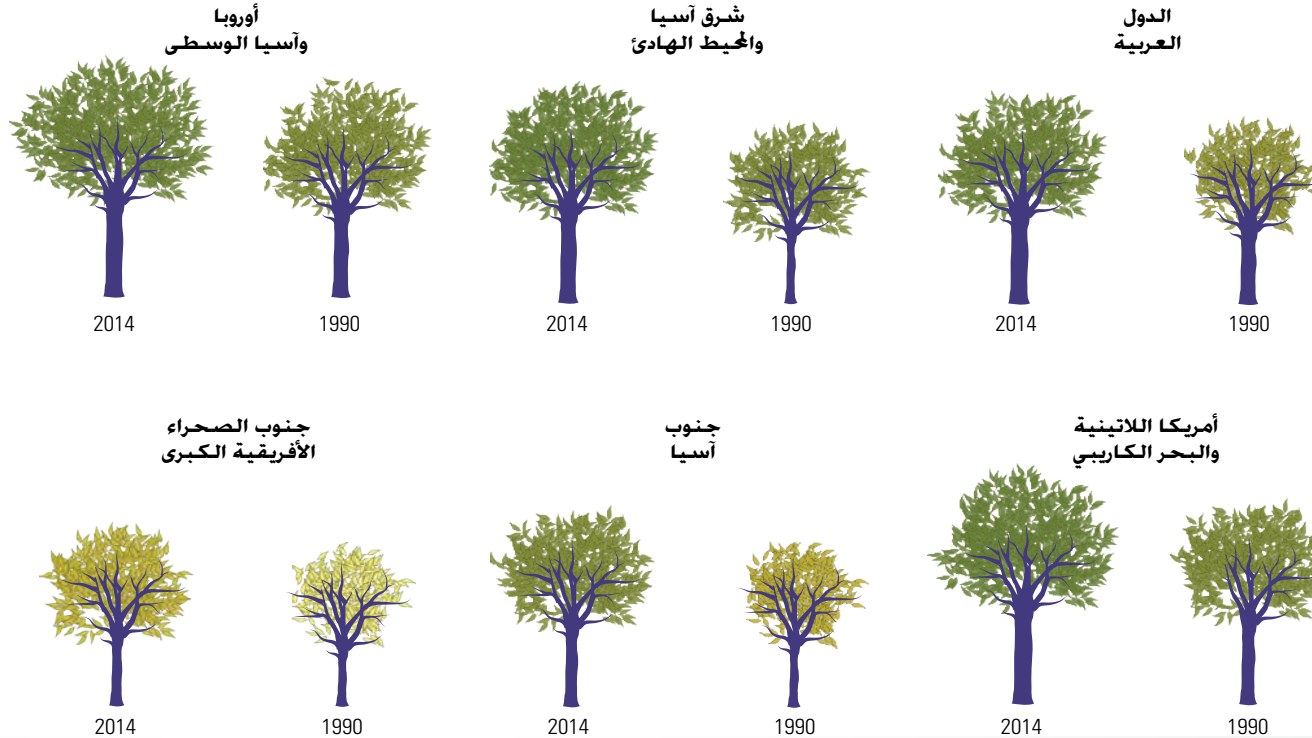 الدول
العربية
شرق آسيا
والمحيط الهادئ
أوروبا
وآسيا الوسطى
1990
2014
1990
2014
1990
2014
أمريكا اللاتينية
والبحر الكاريبي
جنوب
آسيا
جنوب الصحراء
الأفريقية الكبرى
1990
2014
1990
2014
1990
2014